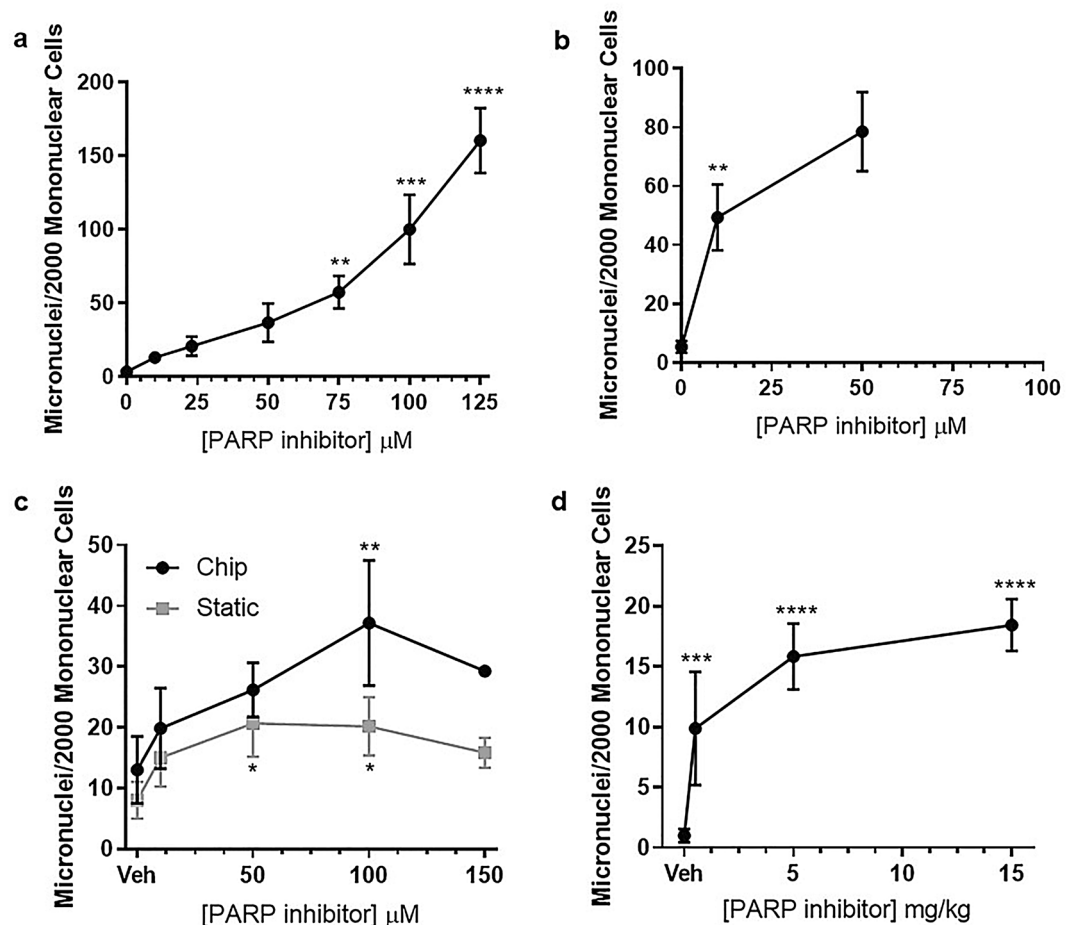 a
Micronuclei/2000 Mononuclear Cells
200
150
100
50
0
**
***
****
0 25 50 75 100 125
[PARP inhibitor] μM
b
Micronuclei/2000 Mononuclear Cells
100
80
60
40
20
0
**
0 25 50 75 100
[PARP inhibitor] μM
c
Micronuclei/2000 Mononuclear Cells
50
40
30
20
10
0
Chip
Static
**
* *
Veh 50 100 150
[PARP inhibitor] μM
d
Micronuclei/2000 Mononuclear Cells
25
20
15
10
5
0
***
****
****
Veh 5 10 15
[PARP inhibitor] mg/kg